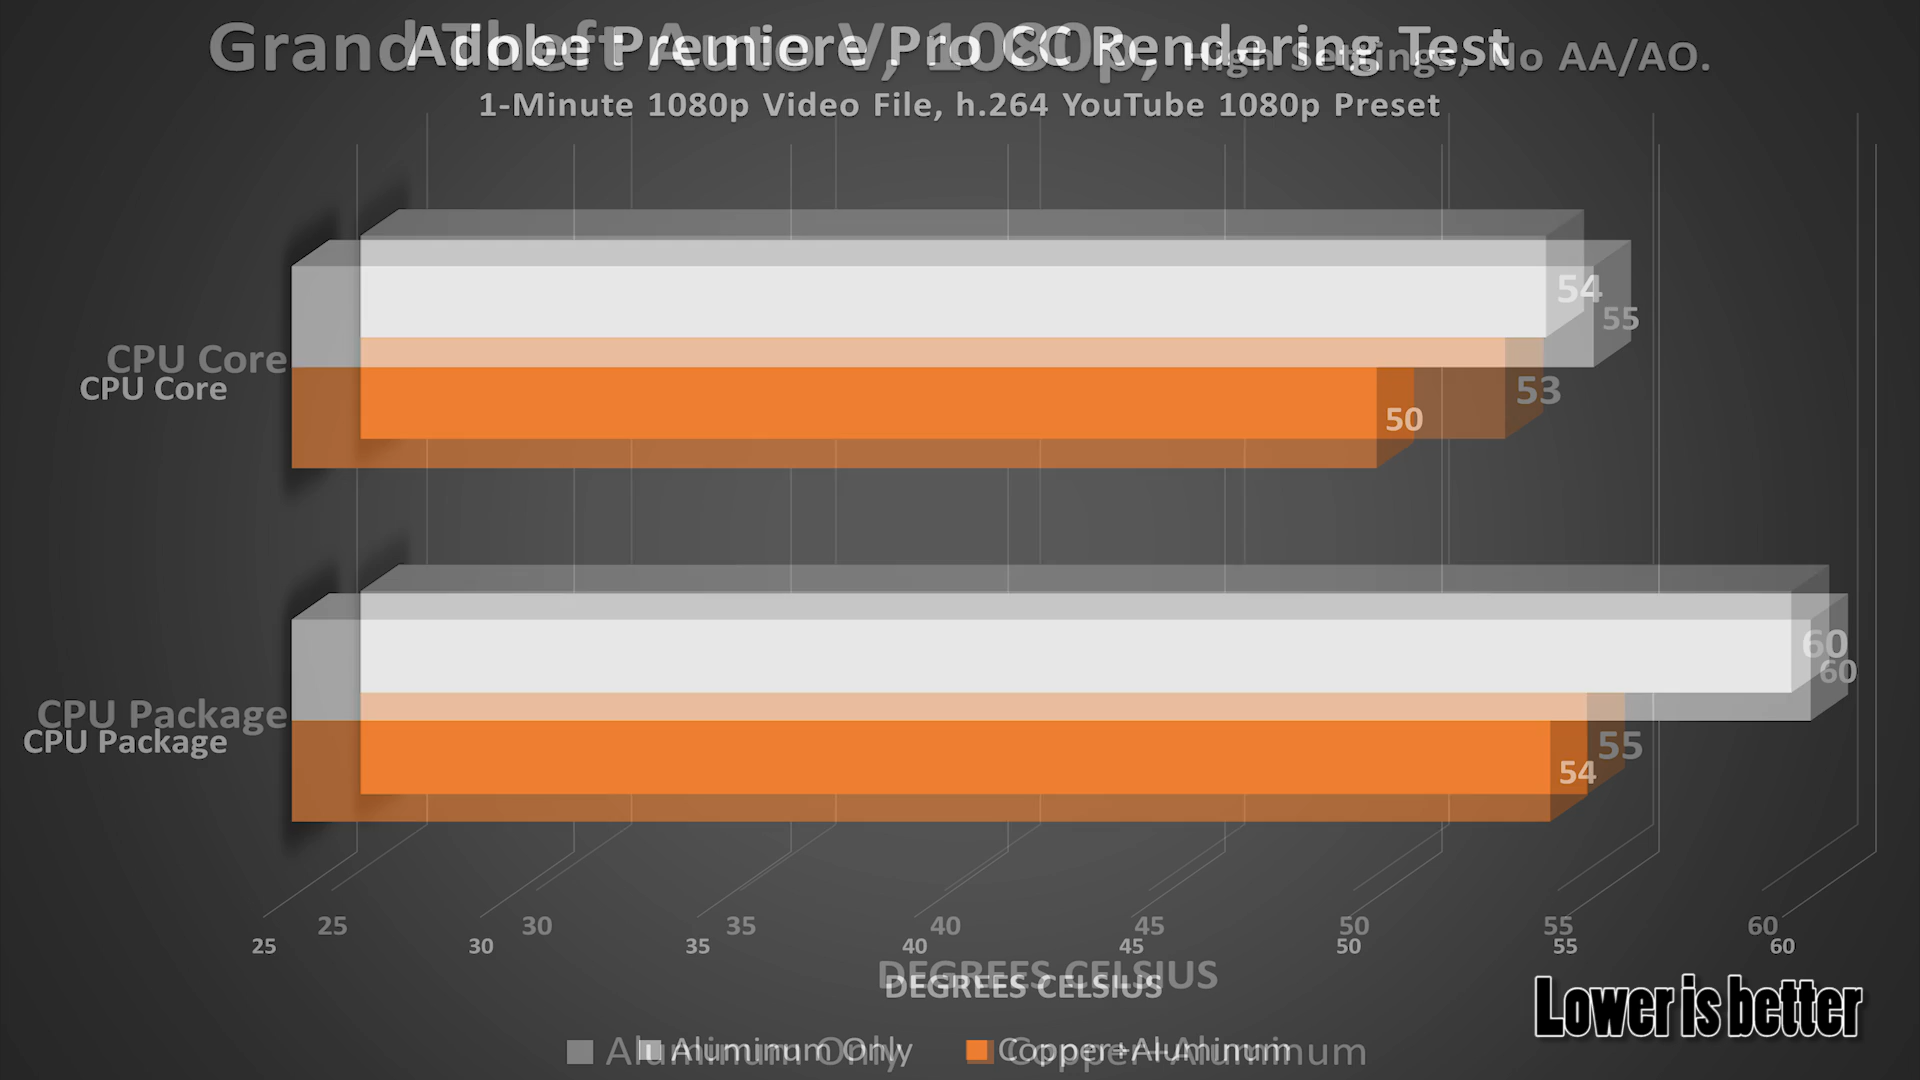 Grand Theft Auto V, 1080p, High Settings, No AA/AO.
Adobe Premiere Pro CC Rendering Test
1-Minute 1080p Video File, h.264 YouTube 1080p Preset
54
55
CPU Core
CPU Core
53
50
60
60
CPU Package
CPU Package
55
54
25 30 35 40 45 50 55 60
25 30 35 40 45 50 55 60
DEGREES CELSIUS
DEGREES CELSIUS
Lower is better
Aluminum Only Copper+Aluminum
Aluminum Only Copper+Aluminum